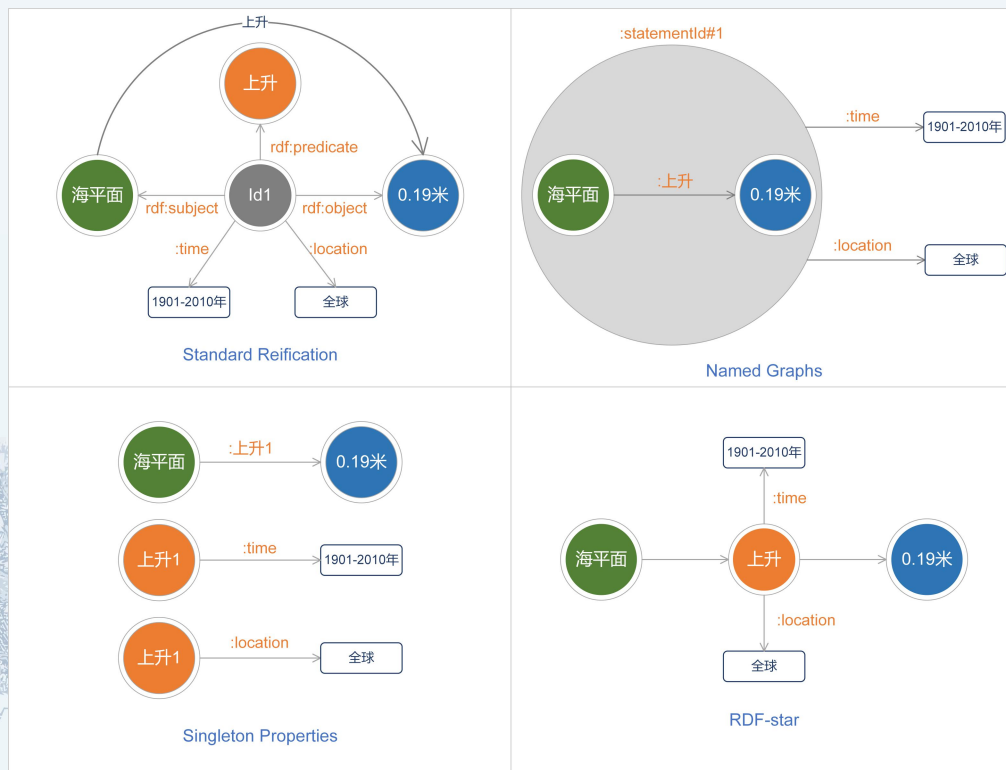 上升
上升
rdf:predicate
海平面
rdf:subject
Id1
rdf:object
0.19米
:time
:location
1901-2010年
全球
Standard Reification
:statementId#1
:time
1901-2010年
海平面
:上升
0.19米
:location
全球
Named Graphs
海平面
:上升1
0.19米
上升1
:time
1901-2010年
上升1
:location
全球
Singleton Properties
1901-2010年
:time
海平面
上升
0.19米
:location
全球
RDF-star